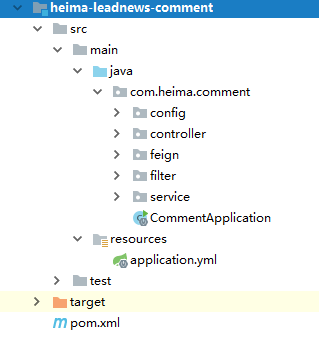 heima-leadnews-comment
src
main
java
com.heima.comment
config
controller
feign
filter
service
CommentApplication
resources
application.yml
test
target
pom.xml